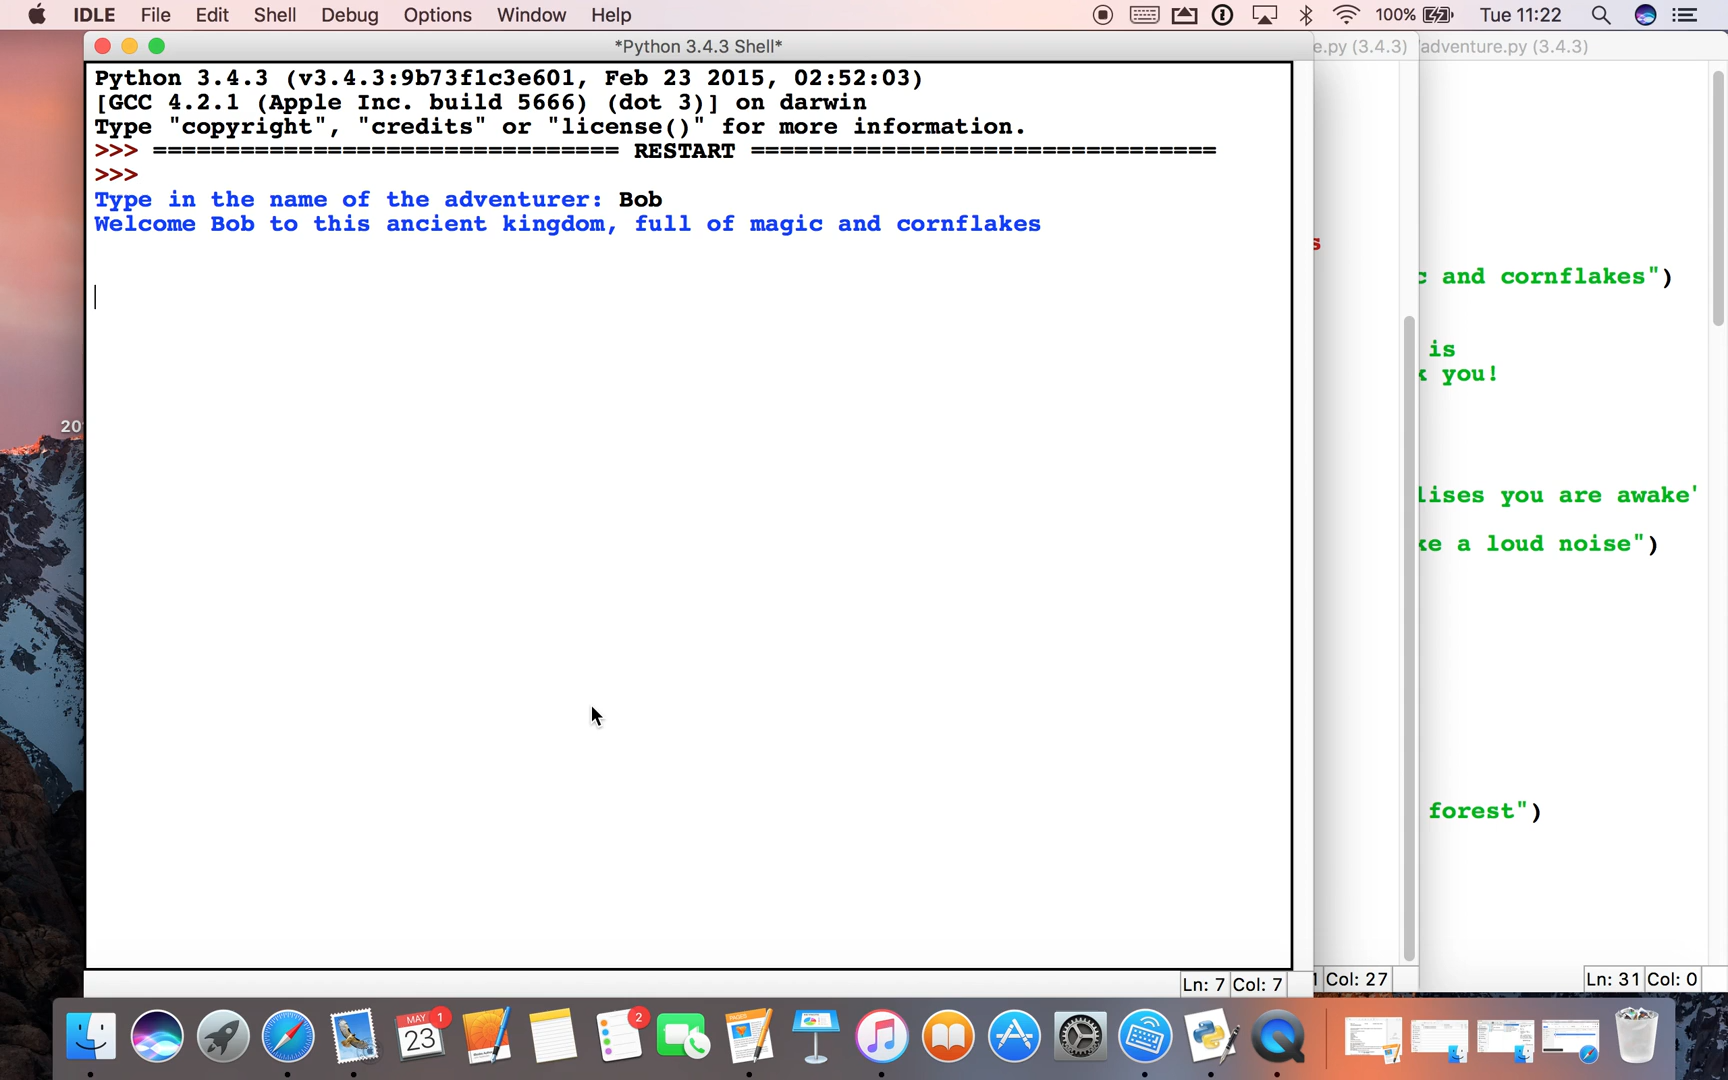 IDLE File Edit Shell Debug Options Window Help 100% Tue 11:22
*Python 3.4.3 Shell*
e.py (3.4.3)
adventure.py (3.4.3)
Python 3.4.3 (v3.4.3:9b73f1c3e601, Feb 23 2015, 02:52:03)
[GCC 4.2.1 (Apple Inc. build 5666) (dot 3)] on darwin
Type "copyright", "credits" or "license()" for more information.
>>> ================================ RESTART ================================
>>>
Type in the name of the adventurer: Bob
Welcome Bob to this ancient kingdom, full of magic and cornflakes
s
c and cornflakes")
is
k you!
20
lises you are awake'
ke a loud noise")
forest")
Ln: 7 Col: 7
Col: 27
Ln: 31 Col: 0
MAY
23
1
2
PAGES